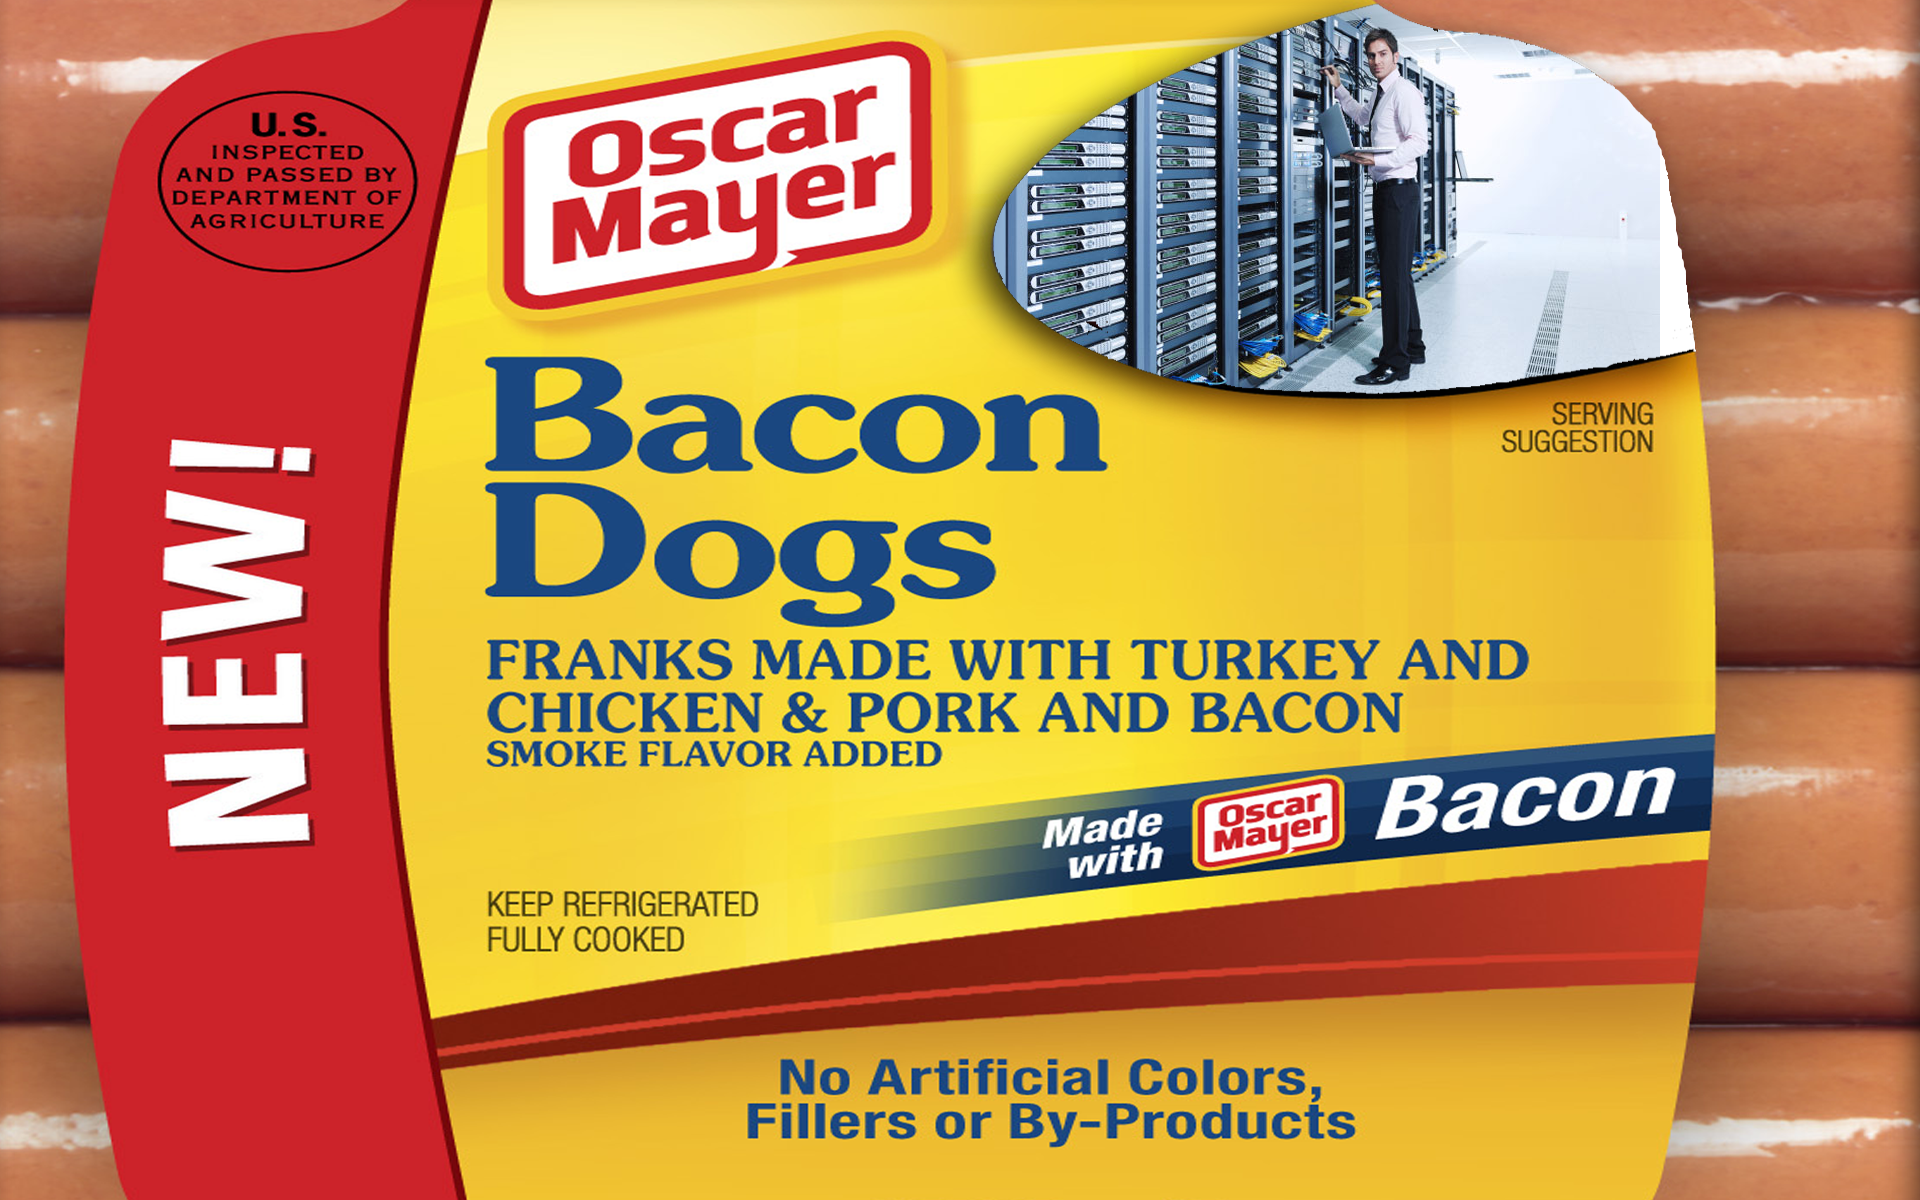 U.S.
INSPECTED
AND PASSED BY
DEPARTMENT OF
AGRICULTURE
NEW!
Oscar
Mayer
SERVING
SUGGESTION
Bacon
Dogs
FRANKS MADE WITH TURKEY AND
CHICKEN & PORK AND BACON
SMOKE FLAVOR ADDED
Made
with
Oscar
Mayer
Bacon
KEEP REFRIGERATED
FULLY COOKED
No Artificial Colors,
Fillers or By-Products